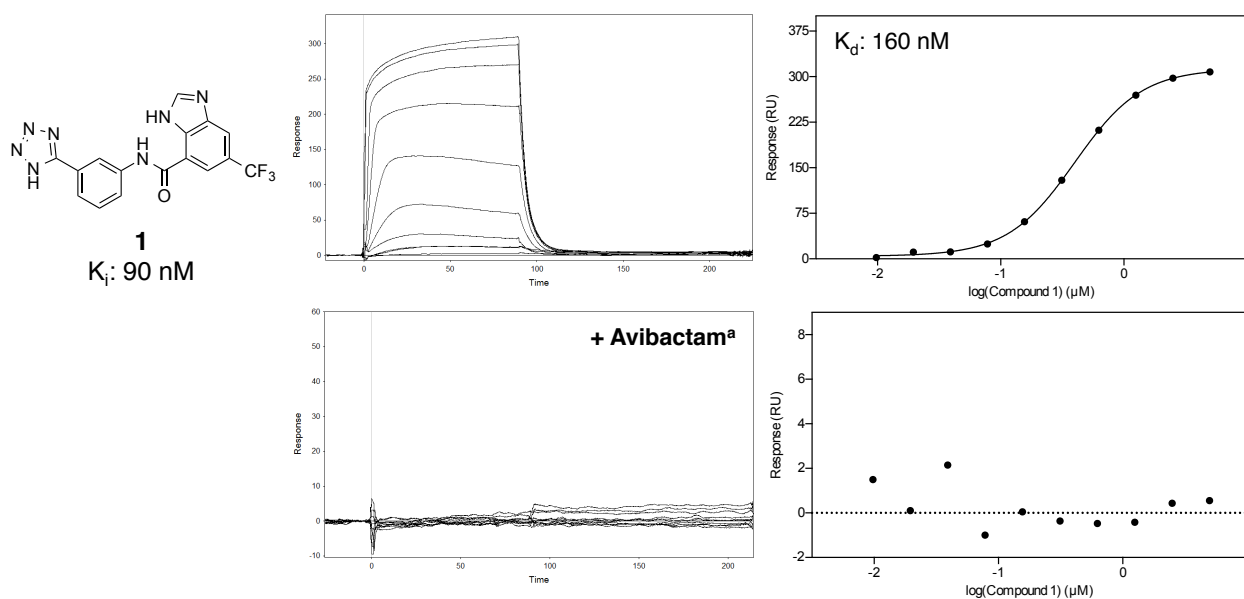 N
N
N
N
H
HN
N
H
N
O
CF3
1
Ki: 90 nM
Response
300
250
200
150
100
50
0
0
50
100
150
200
Time
Response (RU)
375
300
225
150
75
0
-2
-1
0
log(Compound 1) (µM)
Kd: 160 nM
Response
60
50
40
30
20
10
0
-10
0
50
100
150
200
Time
+ Avibactamᵃ
Response (RU)
8
6
4
2
0
-2
-2
-1
0
log(Compound 1) (µM)